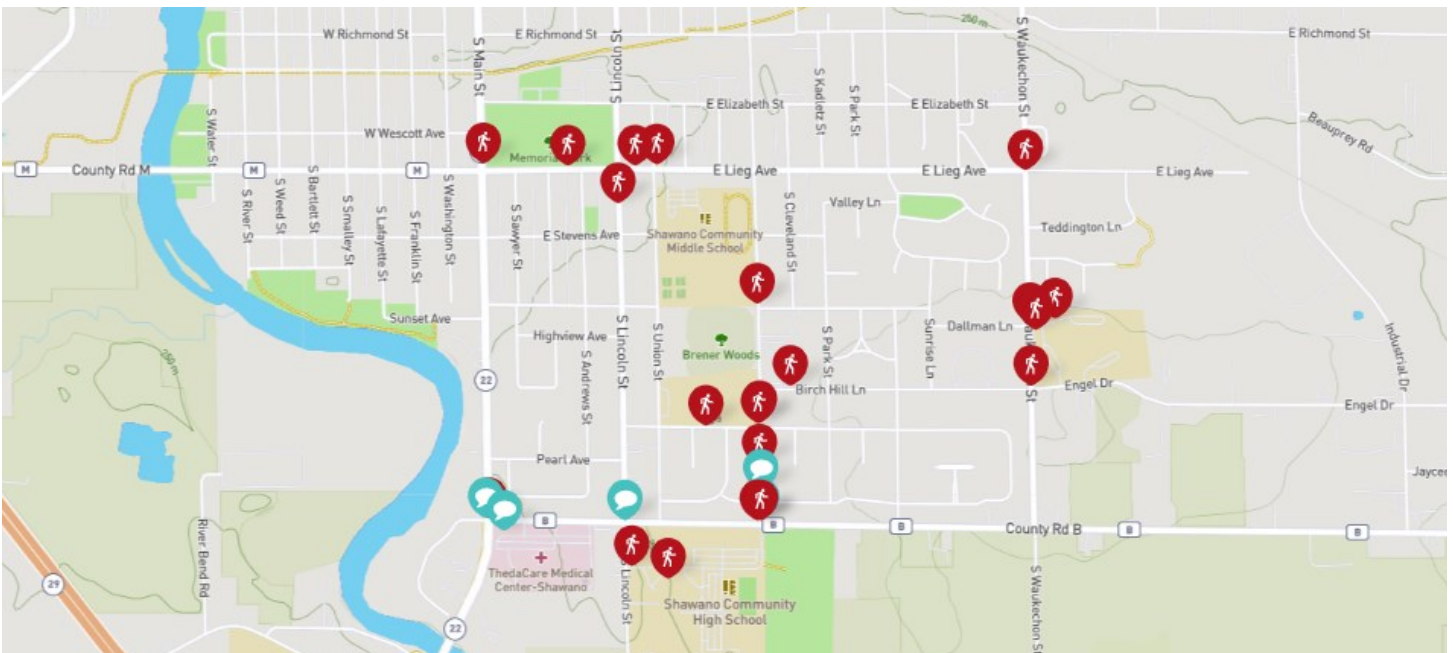 W Richmond St
E Richmond St
E Richmond St
250 m
S Main St
S Lincoln St
S Waukechon St
S Water St
E Elizabeth St
E Elizabeth St
S Kadletz St
S Park St
Beauprey Rd
W Wescott Ave
Memorial Park
M
County Rd M
M
M
E Lieg Ave
E Lieg Ave
E Lieg Ave
S River St
S Weed St
S Bartlett St
S Smalley St
S Lafayette St
S Franklin St
S Washington St
S Sawyer St
E Stevens Ave
Shawano Community
Middle School
S Cleveland St
Valley Ln
Teddington Ln
Sunset Ave
Highview Ave
S Lincoln St
S Union St
S Andrews St
Brener Woods
S Park St
Sunrise Ln
Dallman Ln
Industrial Dr
250 m
22
Birch Hill Ln
Engel Dr
Engel Dr
Pearl Ave
River Bend Rd
B
B
B
County Rd B
B
B
ThedaCare Medical
Center-Shawano
S Lincoln St
Shawano Community
High School
S Waukechon St
29
22